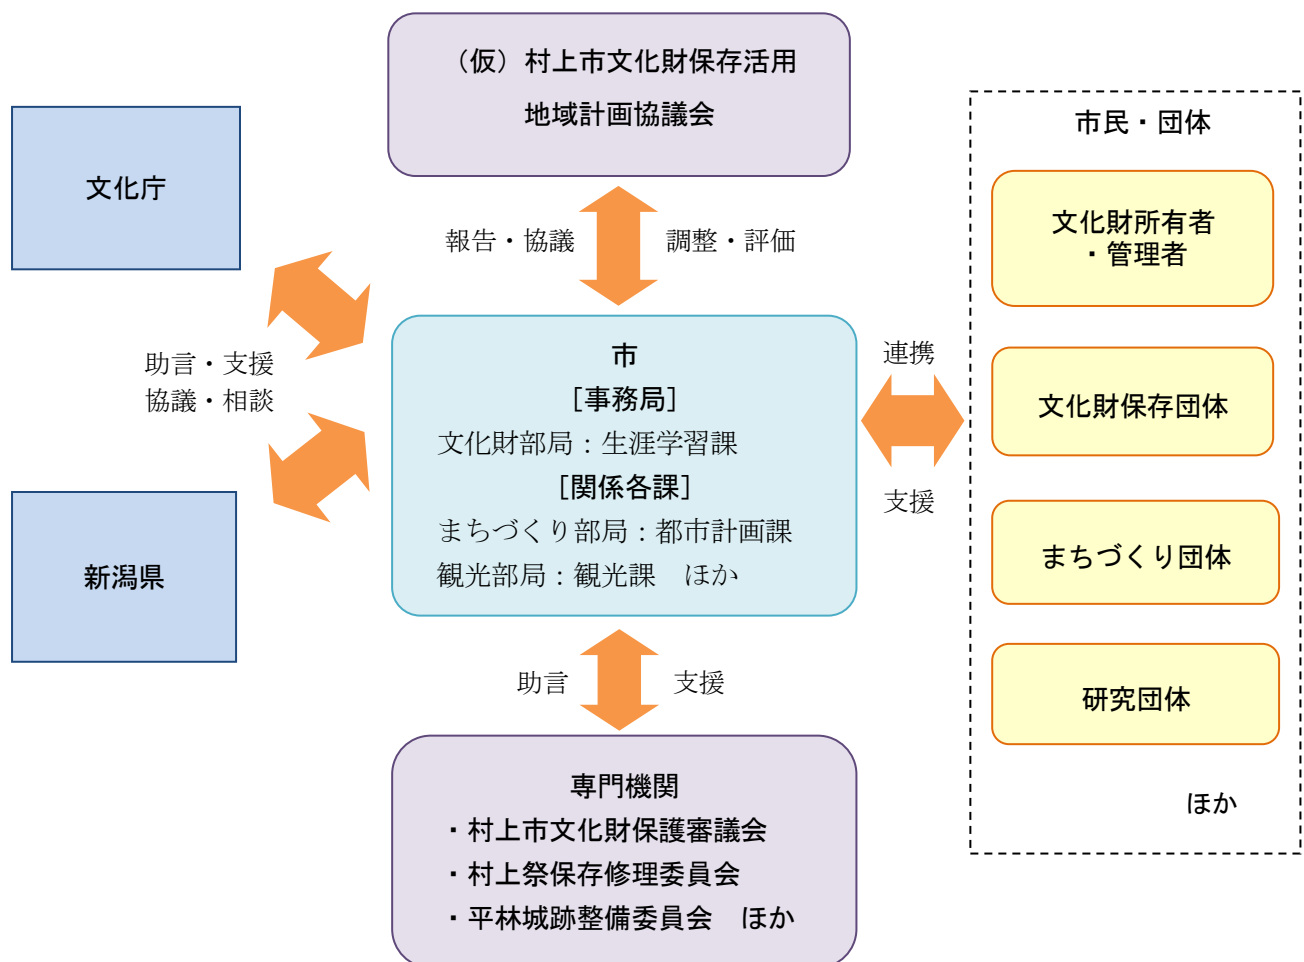 （仮）村上市文化財保存活用
地域計画協議会
文化庁
報告・協議
調整・評価
助言・支援
協議・相談
新潟県
市
［事務局］
文化財部局：生涯学習課
［関係各課］
まちづくり部局：都市計画課
観光部局：観光課　ほか
連携
支援
助言
支援
専門機関
・村上市文化財保護審議会
・村上祭保存修理委員会
・平林城跡整備委員会　ほか
市民・団体
文化財所有者
・管理者
文化財保存団体
まちづくり団体
研究団体
ほか